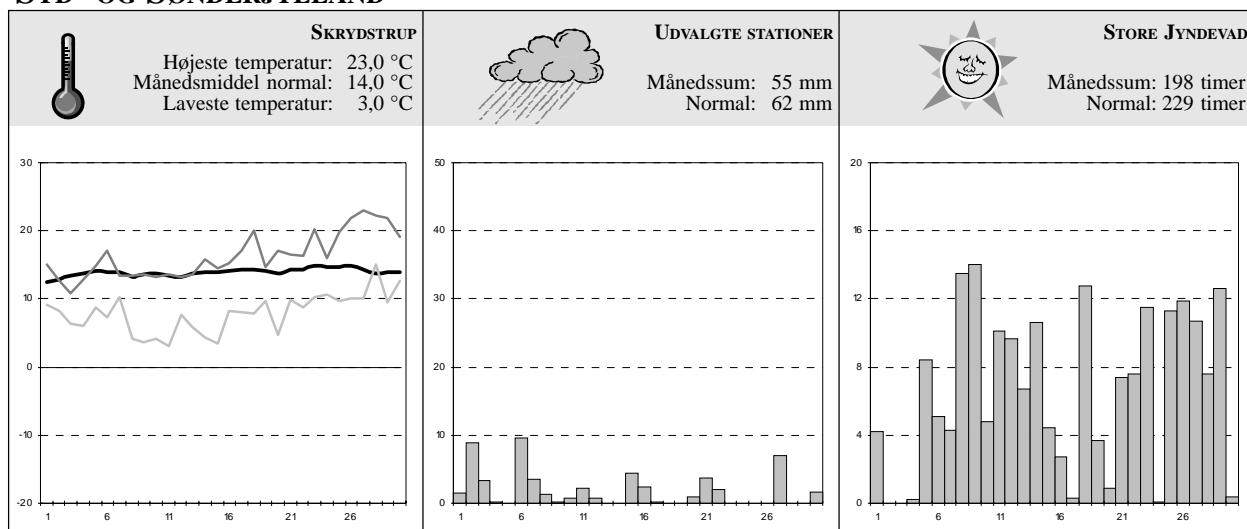 SYD- OG SØNDERJYLLAND
SKRYDSTRUP
Højeste temperatur: 23,0 °C
Månedsmiddel normal: 14,0 °C
Laveste temperatur: 3,0 °C
UDVALGTE STATIONER
Månedssum: 55 mm
Normal: 62 mm
STORE JYNDEVAD
Månedssum: 198 timer
Normal: 229 timer
30
20
10
0
-10
-20
1 6 11 16 21 26
50
40
30
20
10
0
1 6 11 16 21 26
20
16
12
8
4
0
1 6 11 16 21 26